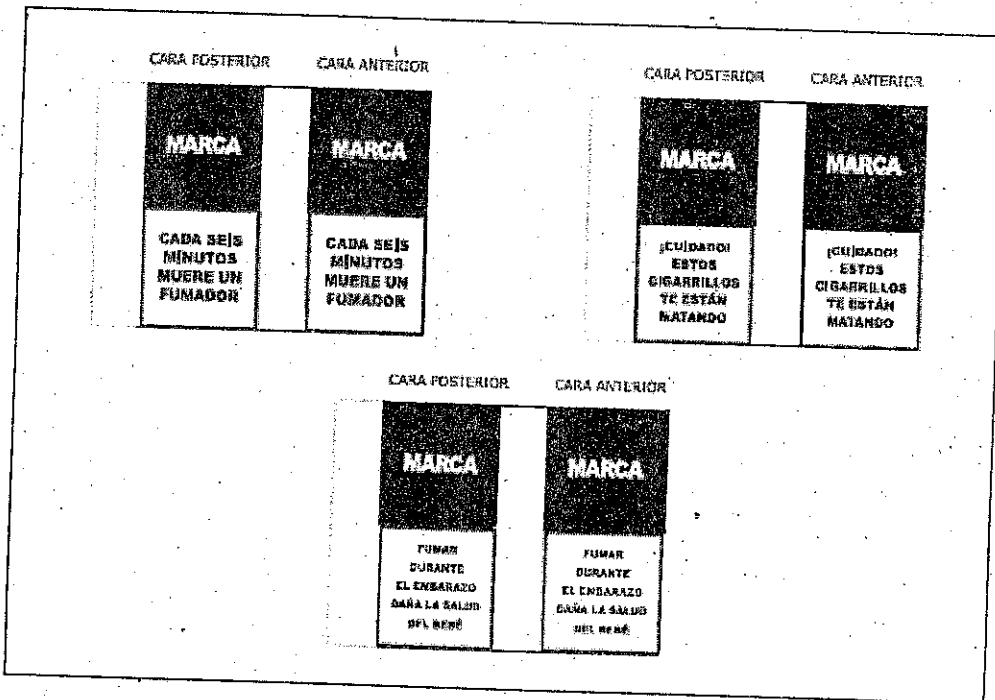 CARA POSTERIOR CARA ANTERIOR
MARCA MARCA
CADA SEIS
MINUTOS
MUERE UN
FUMADOR
CADA SEIS
MINUTOS
MUERE UN
FUMADOR
CARA POSTERIOR CARA ANTERIOR
MARCA MARCA
¡CUIDADO!
ESTOS
CIGARRILLOS
TE ESTÁN
MATANDO
¡CUIDADO!
ESTOS
CIGARRILLOS
TE ESTÁN
MATANDO
CARA POSTERIOR CARA ANTERIOR
MARCA MARCA
FUMAR
DURANTE
EL EMBARAZO
DAÑA LA SALUD
DEL BEBÉ
FUMAR
DURANTE
EL EMBARAZO
DAÑA LA SALUD
DEL BEBÉ